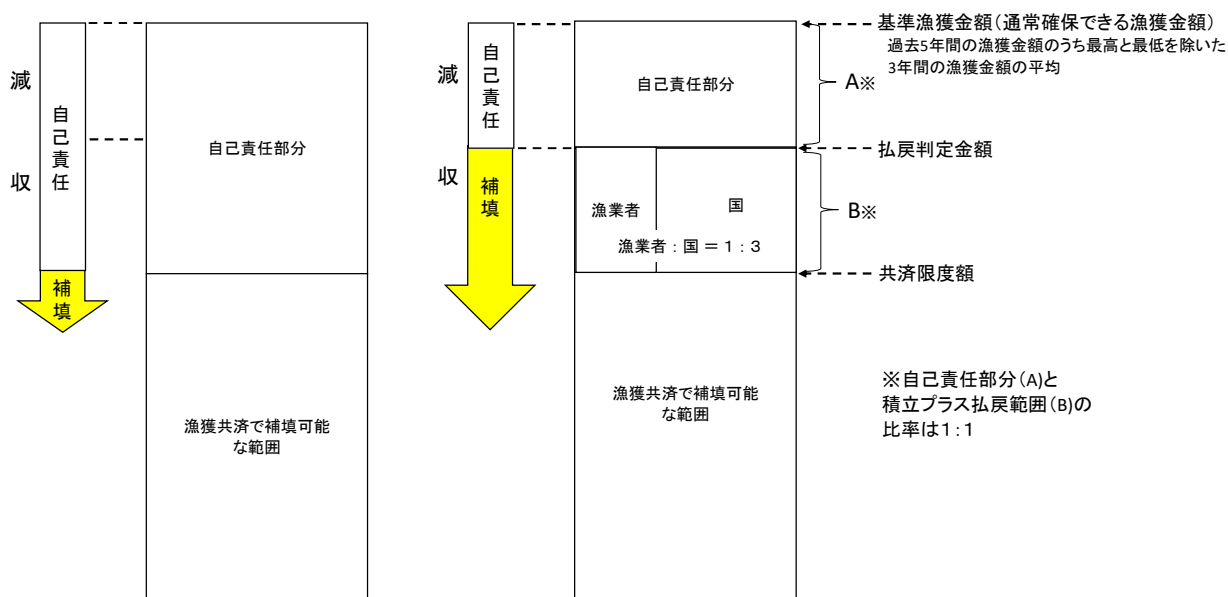 減
収
自己責任
補填
自己責任部分
漁獲共済で補填可能
な範囲
減
収
自己責任
補填
自己責任部分
漁業者
国
漁業者：国＝1：3
漁獲共済で補填可能
な範囲
基準漁獲金額（通常確保できる漁獲金額）
過去5年間の漁獲金額のうち最高と最低を除いた
3年間の漁獲金額の平均
A※
払戻判定金額
B※
共済限度額
※自己責任部分(A)と
積立プラス払戻範囲(B)の
比率は1：1